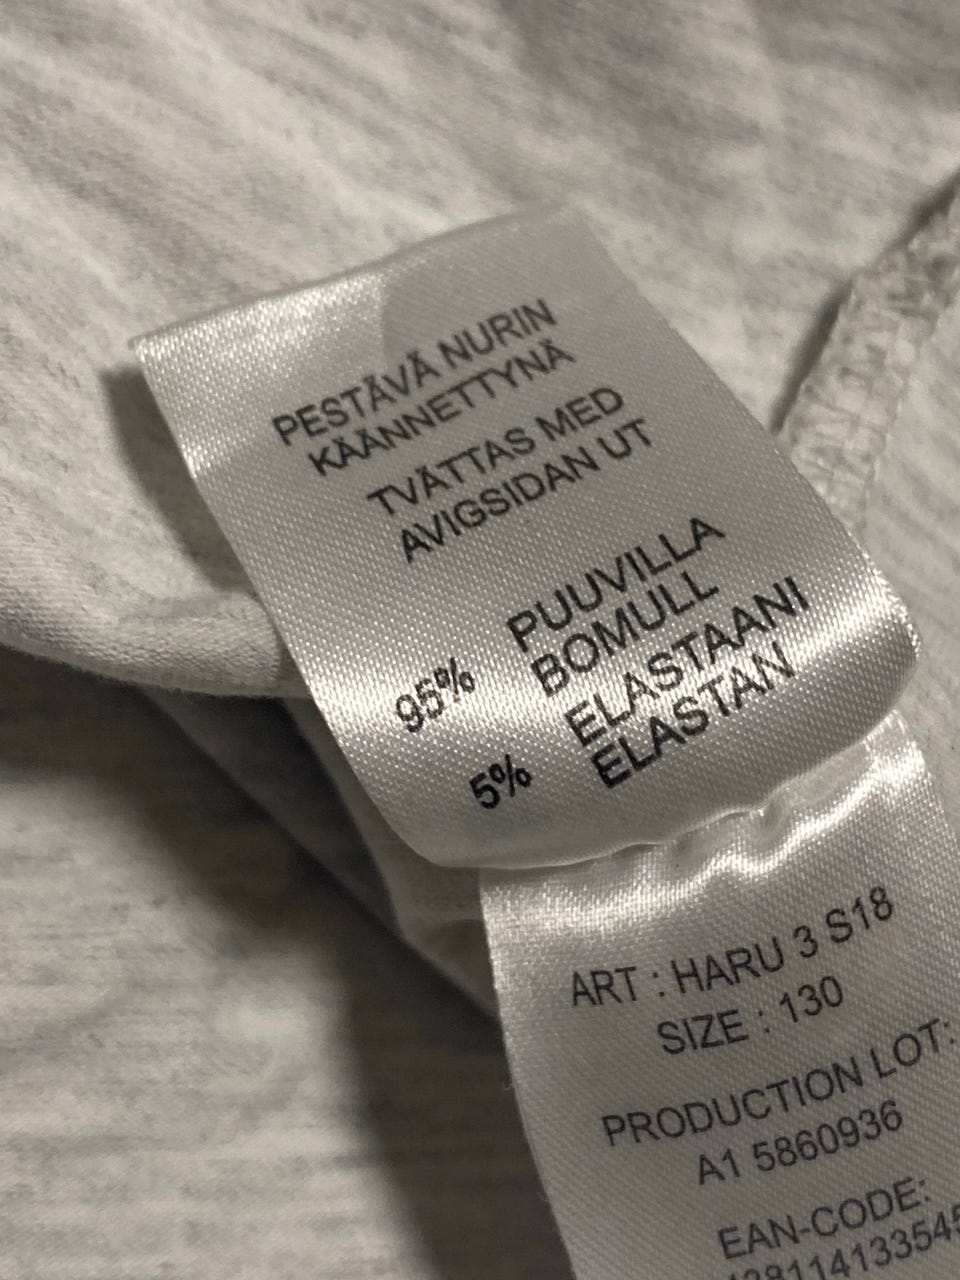 PESTÄVÄ NURIN
KÄÄNNETTYNÄ
TVÄTTAS MED
AVIGSIDAN UT
95% PUUVILLA
BOMULL
5% ELASTAANI
ELASTAN
ART : HARU 3 S18
SIZE : 130
PRODUCTION LOT:
A1 5860936
EAN-CODE: